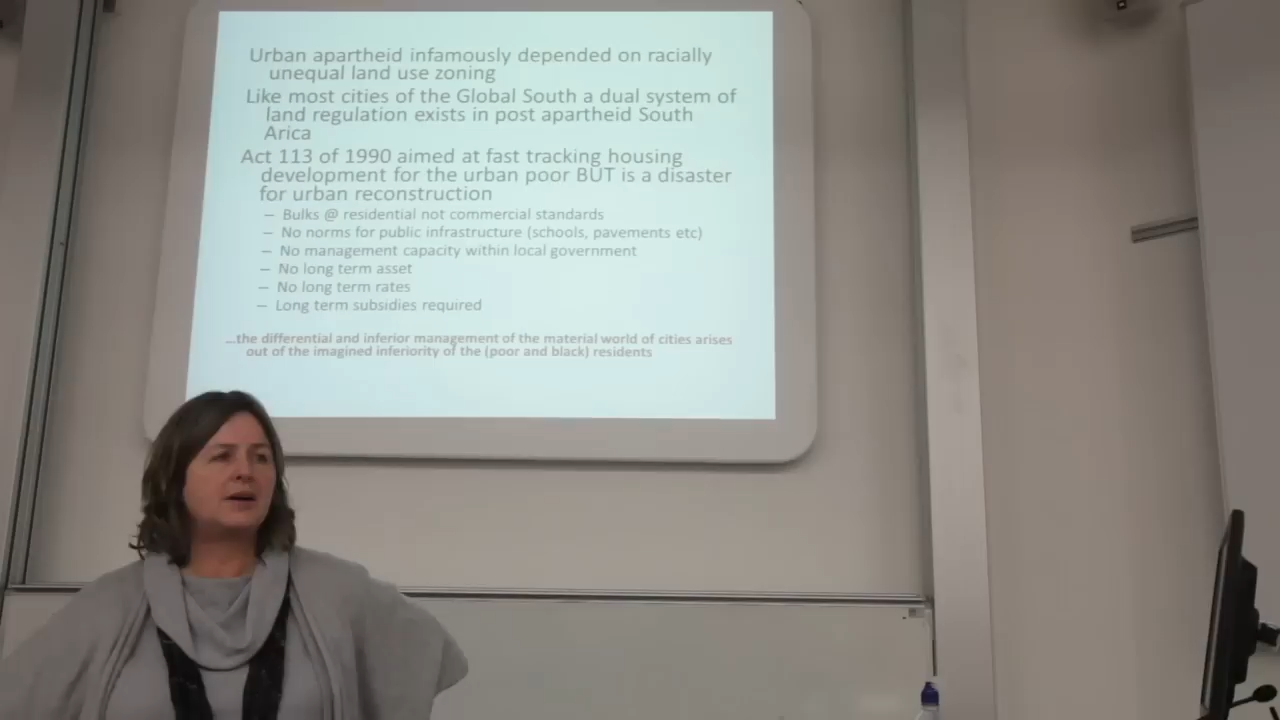 Urban apartheid infamously depended on racially
unequal land use zoning
Like most cities of the Global South a dual system of
land regulation exists in post apartheid South
Arica
Act 113 of 1990 aimed at fast tracking housing
development for the urban poor BUT is a disaster
for urban reconstruction
– Bulks @ residential not commercial standards
– No norms for public infrastructure (schools, pavements etc)
– No management capacity within local government
– No long term asset
– No long term rates
– Long term subsidies required
...the differential and inferior management of the material world of cities arises
out of the imagined inferiority of the (poor and black) residents